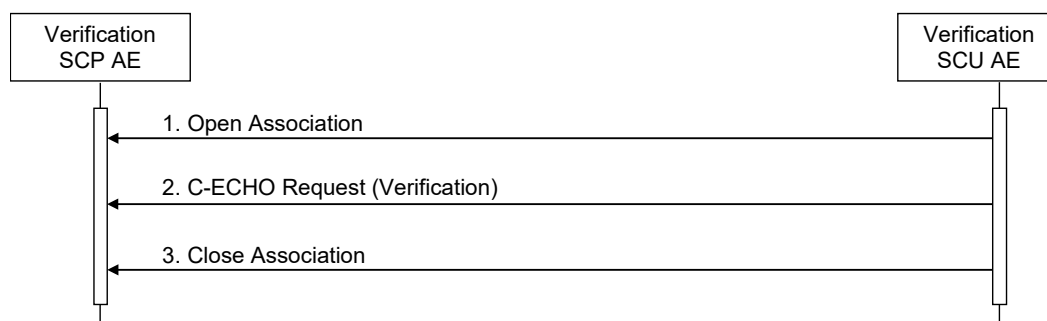 Verification
SCP AE
Verification
SCU AE
1. Open Association
2. C-ECHO Request (Verification)
3. Close Association